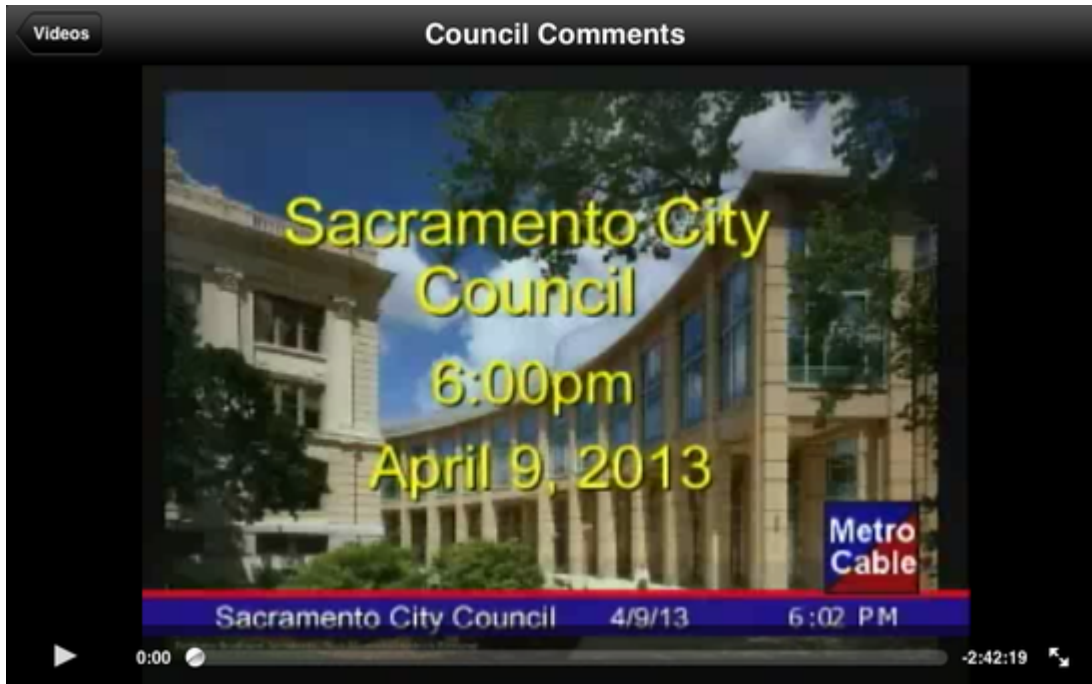 Videos
Council Comments
Sacramento City
Council
6:00pm
April 9, 2013
Metro
Cable
Sacramento City Council 4/9/13 6:02 PM
0:00 -2:42:19